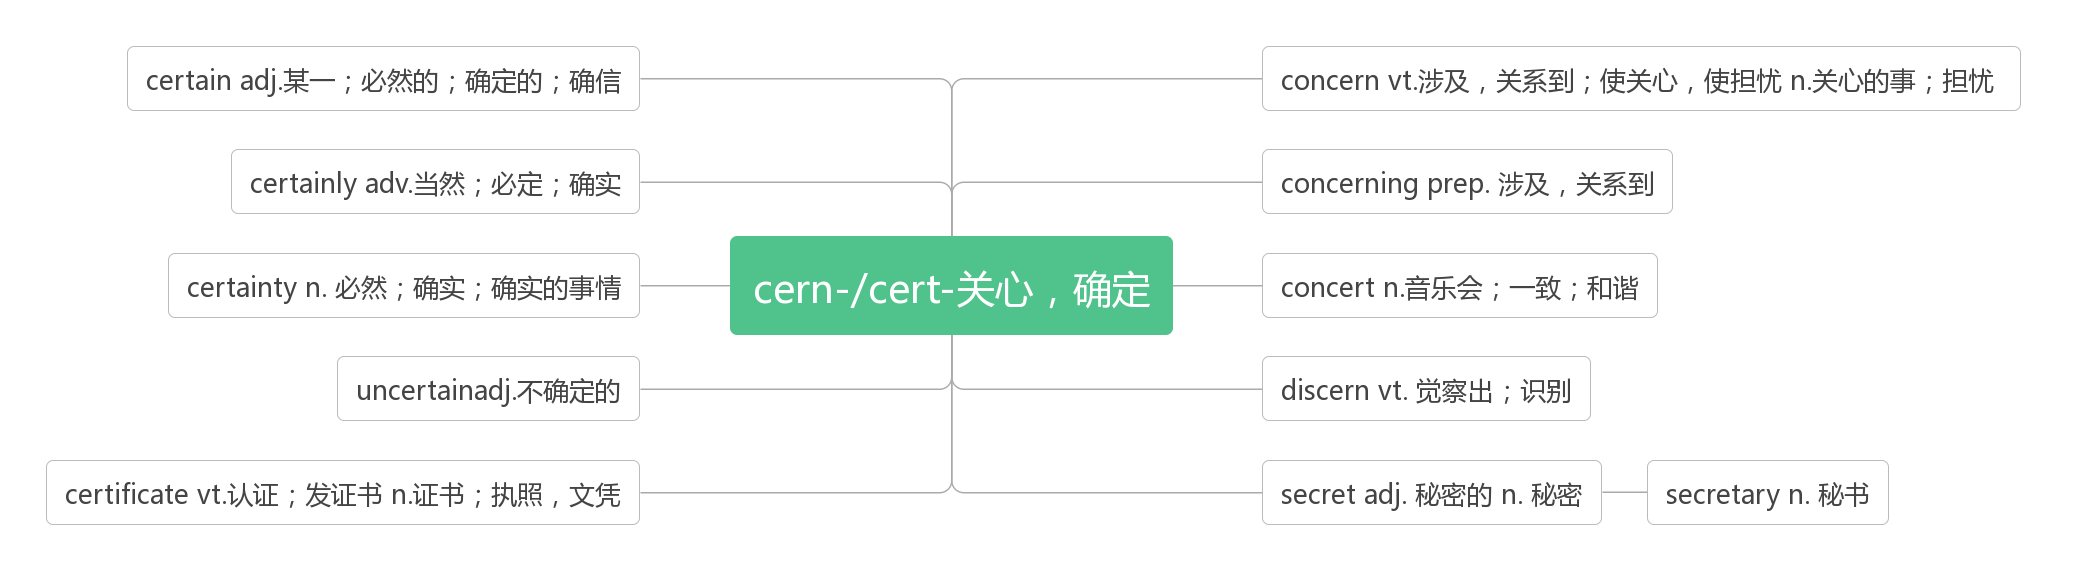 certain adj.某一；必然的；确定的；确信
certainly adv.当然；必定；确实
certainty n. 必然；确实；确实的事情
uncertainadj.不确定的
certificate vt.认证；发证书 n.证书；执照，文凭
cern-/cert-关心，确定
concern vt.涉及，关系到；使关心，使担忧 n.关心的事；担忧
concerning prep. 涉及，关系到
concert n.音乐会；一致；和谐
discern vt. 觉察出；识别
secret adj. 秘密的 n. 秘密
secretary n. 秘书